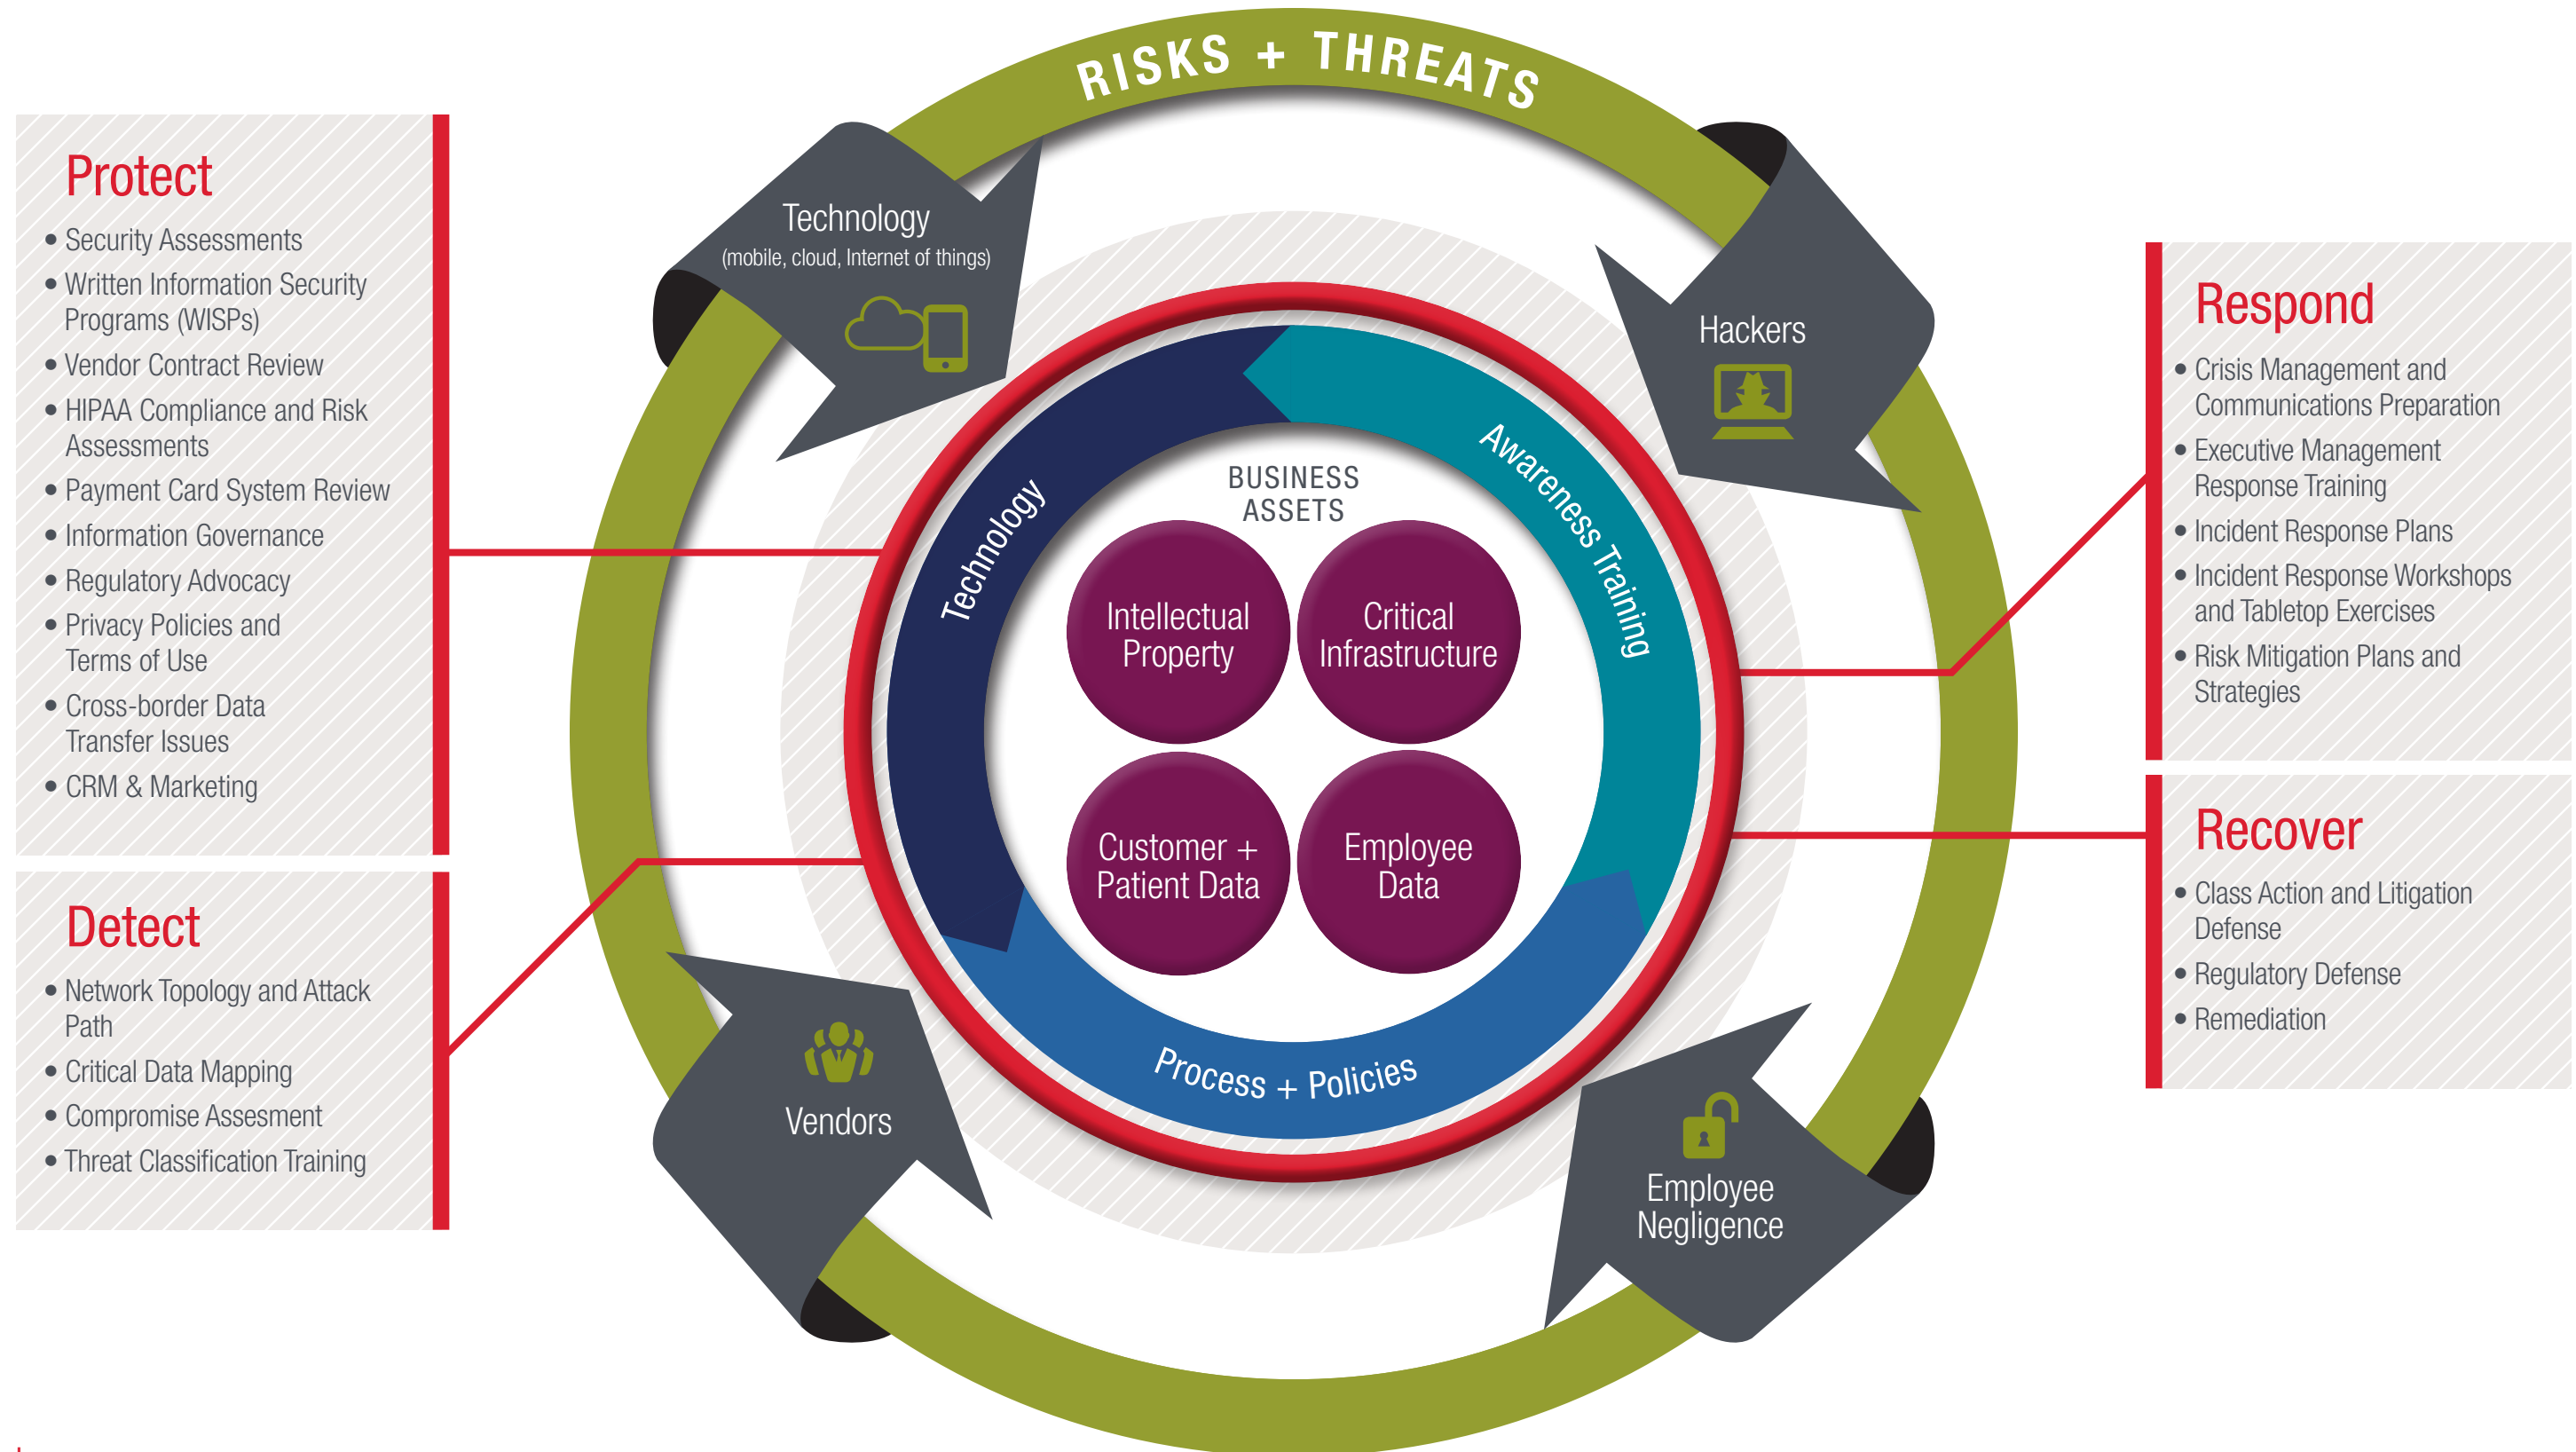 RISKS + THREATS
Protect
• Security Assessments
• Written Information Security
Programs (WISPs)
• Vendor Contract Review
• HIPAA Compliance and Risk
Assessments
• Payment Card System Review
• Information Governance
• Regulatory Advocacy
• Privacy Policies and
Terms of Use
• Cross-border Data
Transfer Issues
• CRM & Marketing
Detect
• Network Topology and Attack
Path
• Critical Data Mapping
• Compromise Assesment
• Threat Classification Training
Technology
(mobile, cloud, Internet of things)
Hackers
Vendors
Employee
Negligence
Technology
Awareness Training
Process + Policies
BUSINESS
ASSETS
Intellectual
Property
Critical
Infrastructure
Customer +
Patient Data
Employee
Data
Respond
• Crisis Management and
Communications Preparation
• Executive Management
Response Training
• Incident Response Plans
• Incident Response Workshops
and Tabletop Exercises
• Risk Mitigation Plans and
Strategies
Recover
• Class Action and Litigation
Defense
• Regulatory Defense
• Remediation